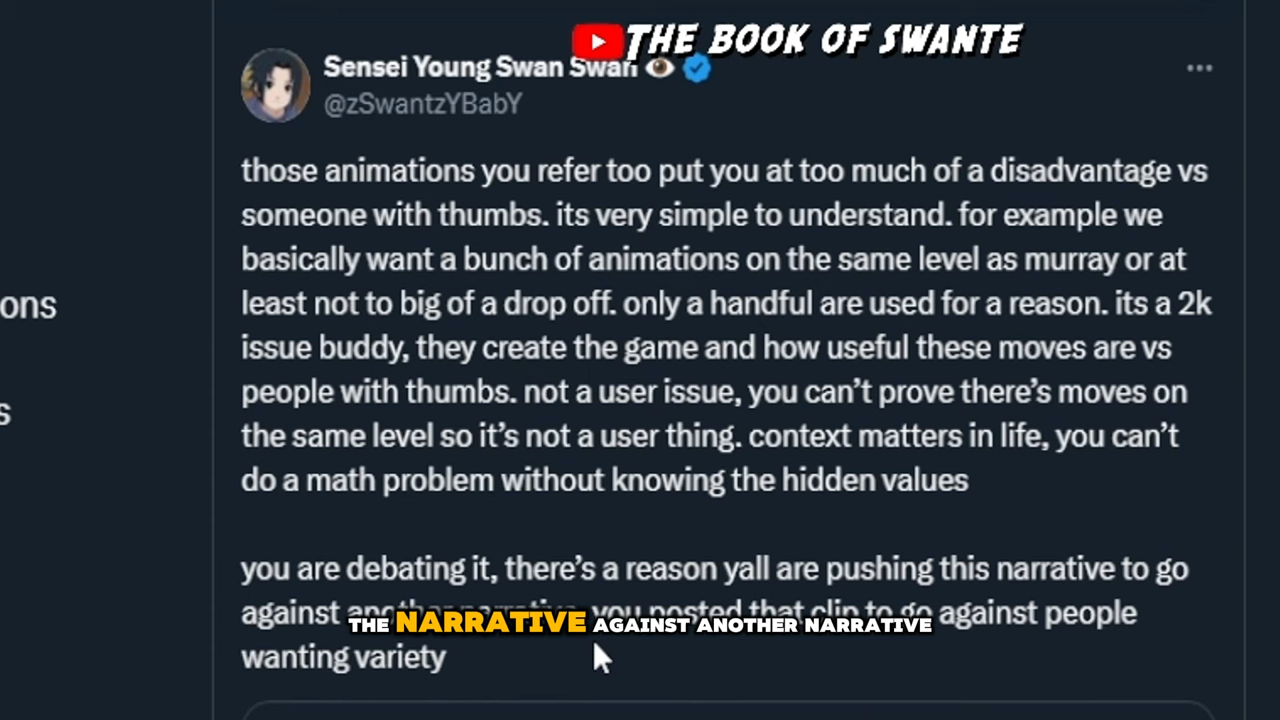 THE BOOK OF SWANTE
Sensei Young Swan Swan
@zSwantzYBabY
those animations you refer too put you at too much of a disadvantage vs
someone with thumbs. its very simple to understand. for example we
basically want a bunch of animations on the same level as murray or at
ons
least not to big of a drop off. only a handful are used for a reason. its a 2k
issue buddy, they create the game and how useful these moves are vs
people with thumbs. not a user issue, you can't prove there's moves on
s
the same level so it's not a user thing. context matters in life, you can't
do a math problem without knowing the hidden values
you are debating it, there's a reason yall are pushing this narrative to go
against another narrative, you posted that clip to go against people
THE NARRATIVE AGAINST ANOTHER NARRATIVE
wanting variety